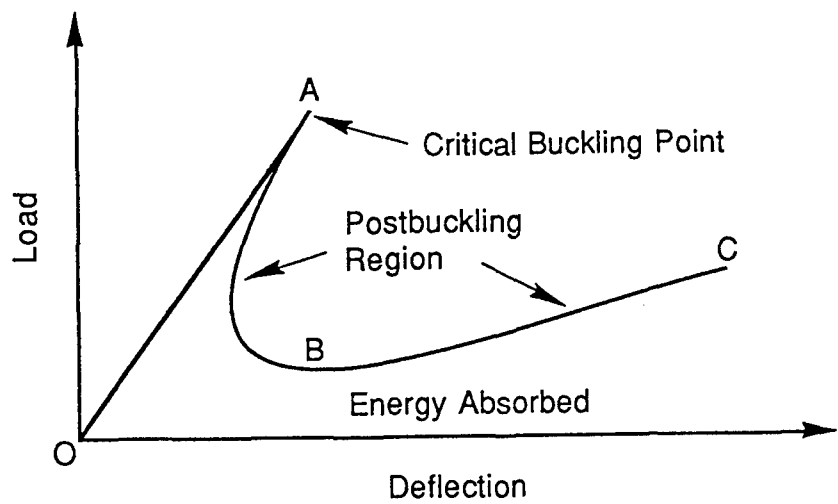 A
Critical Buckling Point
Load
Postbuckling
Region
C
B
Energy Absorbed
O
Deflection